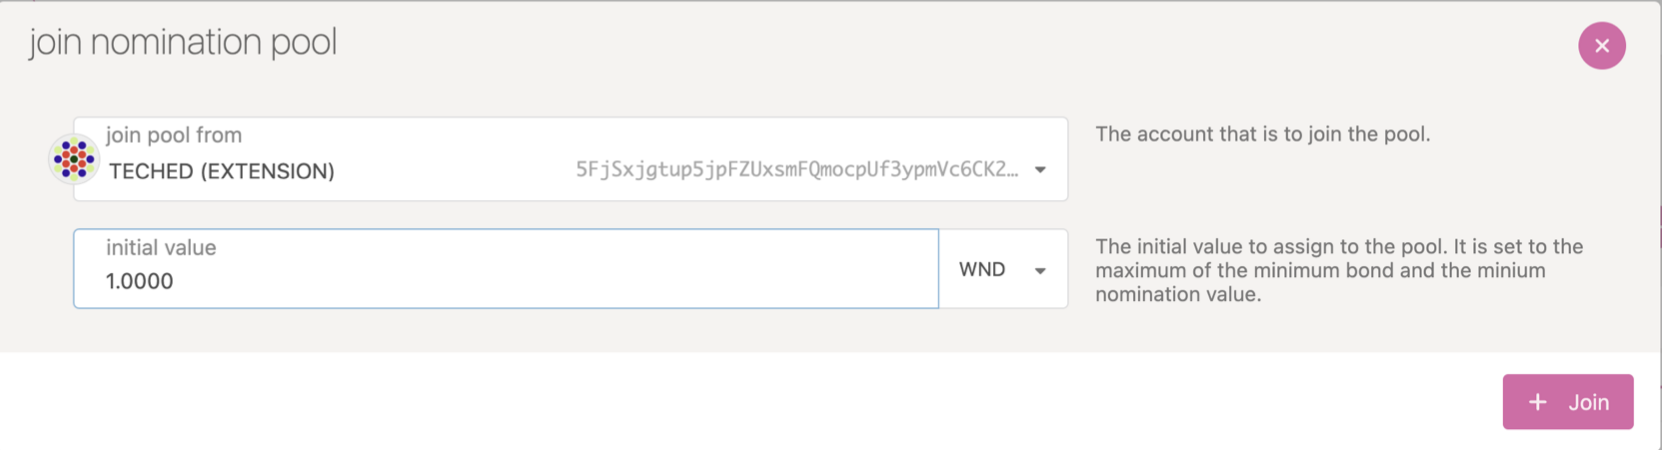 join nomination pool
join pool from
TECHED (EXTENSION)
5FjSxjgtup5jpFZUxsmFQmocpUf3ypmVc6CK2...
The account that is to join the pool.
initial value
1.0000
WND
The initial value to assign to the pool. It is set to the
maximum of the minimum bond and the minium
nomination value.
+ Join